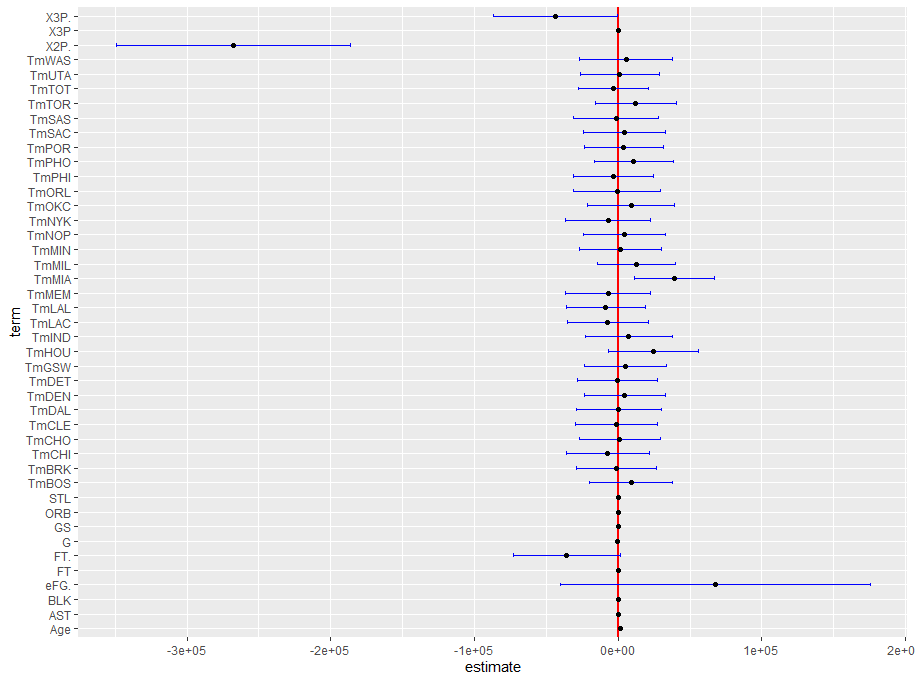 X3P.
X3P
X2P.
TmWAS
TmUTA
TmTOT
TmTOR
TmSAS
TmSAC
TmPOR
TmPHO
TmPHI
TmORL
TmOKC
TmNYK
TmNOP
TmMIN
TmMIL
TmMIA
TmMEM
TmLAL
TmLAC
TmIND
TmHOU
TmGSW
TmDET
TmDEN
TmDAL
TmCLE
TmCHO
TmCHI
TmBRK
TmBOS
STL
ORB
GS
G
FT.
FT
eFG.
BLK
AST
Age
term
-3e+05 -2e+05 -1e+05 0e+00 1e+05 2e+0
estimate